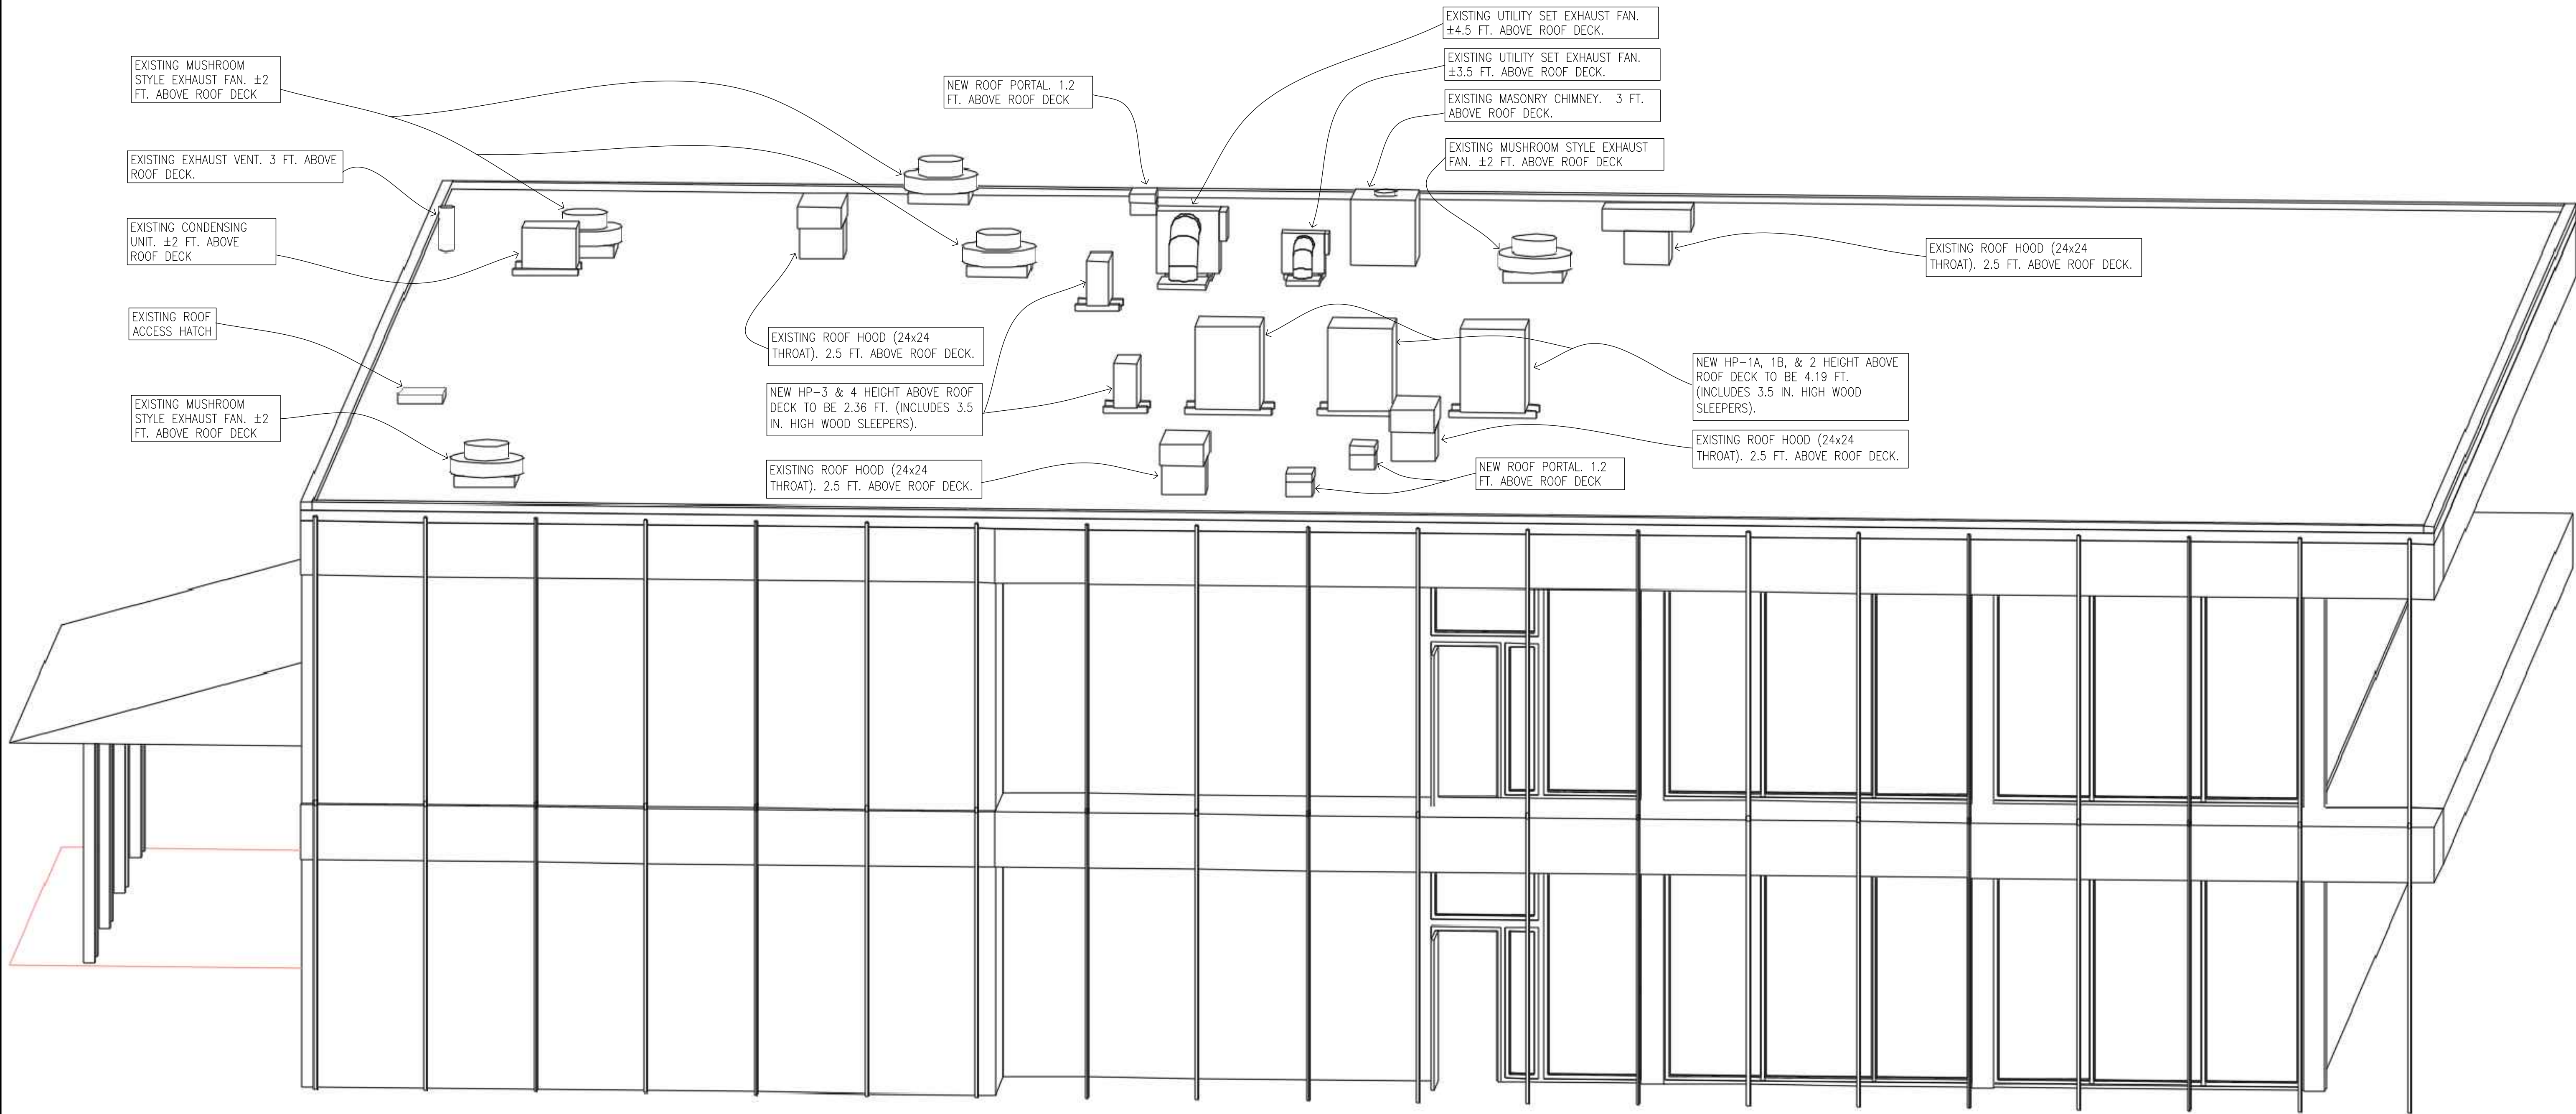 EXISTING UTILITY SET EXHAUST FAN.
±4.5 FT. ABOVE ROOF DECK.
EXISTING UTILITY SET EXHAUST FAN.
±3.5 FT. ABOVE ROOF DECK.
EXISTING MUSHROOM
STYLE EXHAUST FAN. ±2
FT. ABOVE ROOF DECK
NEW ROOF PORTAL. 1.2
FT. ABOVE ROOF DECK
EXISTING MASONRY CHIMNEY. 3 FT.
ABOVE ROOF DECK.
EXISTING MUSHROOM STYLE EXHAUST
FAN. ±2 FT. ABOVE ROOF DECK
EXISTING EXHAUST VENT. 3 FT. ABOVE
ROOF DECK.
EXISTING CONDENSING
UNIT. ±2 FT. ABOVE
ROOF DECK
EXISTING ROOF HOOD (24x24
THROAT). 2.5 FT. ABOVE ROOF DECK.
EXISTING ROOF
ACCESS HATCH
EXISTING ROOF HOOD (24x24
THROAT). 2.5 FT. ABOVE ROOF DECK.
NEW HP-1A, 1B, & 2 HEIGHT ABOVE
ROOF DECK TO BE 4.19 FT.
(INCLUDES 3.5 IN. HIGH WOOD
SLEEPERS).
NEW HP-3 & 4 HEIGHT ABOVE ROOF
DECK TO BE 2.36 FT. (INCLUDES 3.5
IN. HIGH WOOD SLEEPERS).
EXISTING MUSHROOM
STYLE EXHAUST FAN. ±2
FT. ABOVE ROOF DECK
EXISTING ROOF HOOD (24x24
THROAT). 2.5 FT. ABOVE ROOF DECK.
EXISTING ROOF HOOD (24x24
THROAT). 2.5 FT. ABOVE ROOF DECK.
NEW ROOF PORTAL. 1.2
FT. ABOVE ROOF DECK